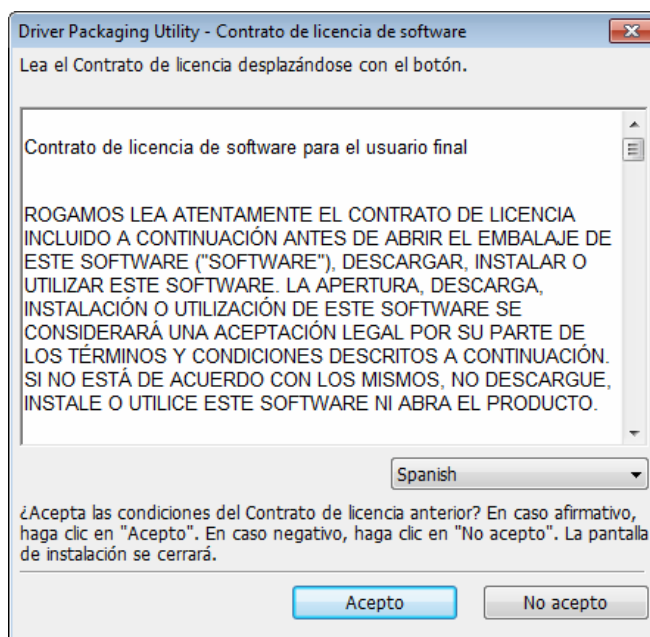 Driver Packaging Utility - Contrato de licencia de software
Lea el Contrato de licencia desplazándose con el botón.
Contrato de licencia de software para el usuario final
ROGAMOS LEA ATENTAMENTE EL CONTRATO DE LICENCIA
INCLUIDO A CONTINUACIÓN ANTES DE ABRIR EL EMBALAJE DE
ESTE SOFTWARE ("SOFTWARE"), DESCARGAR, INSTALAR O
UTILIZAR ESTE SOFTWARE. LA APERTURA, DESCARGA,
INSTALACIÓN O UTILIZACIÓN DE ESTE SOFTWARE SE
CONSIDERARÁ UNA ACEPTACIÓN LEGAL POR SU PARTE DE
LOS TÉRMINOS Y CONDICIONES DESCRITOS A CONTINUACIÓN.
SI NO ESTÁ DE ACUERDO CON LOS MISMOS, NO DESCARGUE,
INSTALE O UTILICE ESTE SOFTWARE NI ABRA EL PRODUCTO.
Spanish
¿Acepta las condiciones del Contrato de licencia anterior? En caso afirmativo,
haga clic en "Acepto". En caso negativo, haga clic en "No acepto". La pantalla
de instalación se cerrará.
Acepto
No acepto